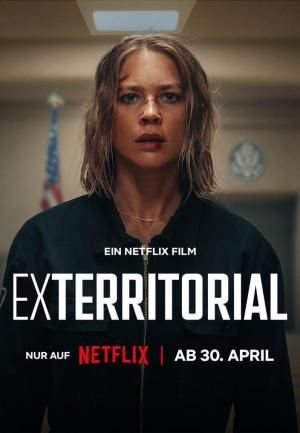 EIN NETFLIX FILM
EXTERRITORIAL
NUR AUF NETFLIX | AB 30. APRIL